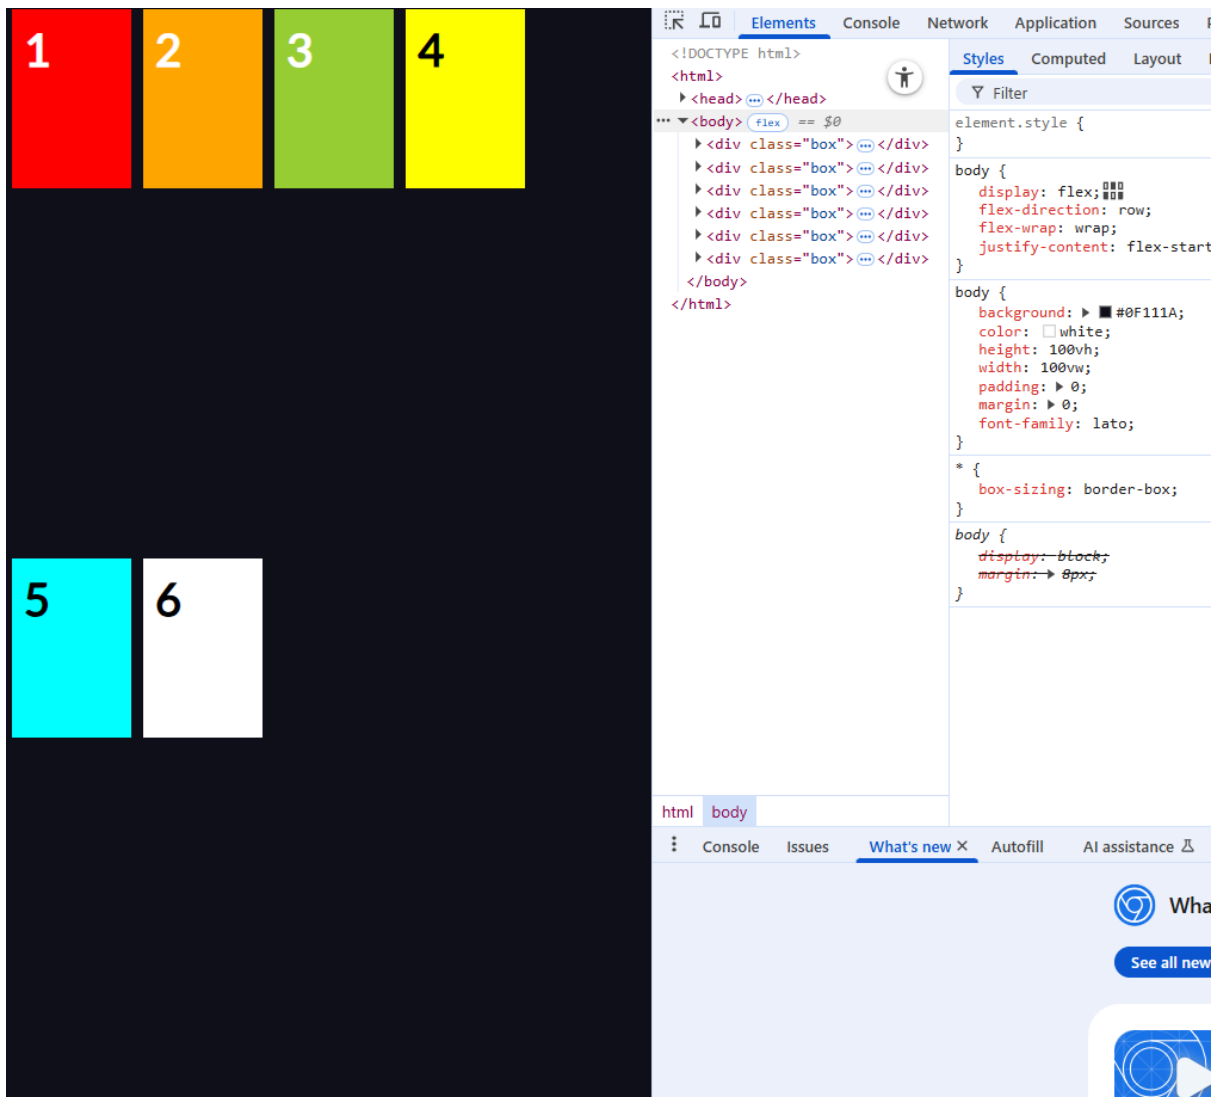 1 2 3 4
5 6
Elements Console Network Application Sources
<!DOCTYPE html>
<html>
<head>
</head>
<body> flex == $0
<div class="box"> </div>
<div class="box"> </div>
<div class="box"> </div>
<div class="box"> </div>
<div class="box"> </div>
<div class="box"> </div>
</body>
</html>
html body
Styles Computed Layout
Filter
element.style {
}
body {
display: flex;
flex-direction: row;
flex-wrap: wrap;
justify-content: flex-start
}
body {
background: #0F111A;
color: white;
height: 100vh;
width: 100vw;
padding: 0;
margin: 0;
font-family: lato;
}
* {
box-sizing: border-box;
}
body {
display: block;
margin: 8px;
}
Console Issues What's new Autofill AI assistance
Wha
See all new